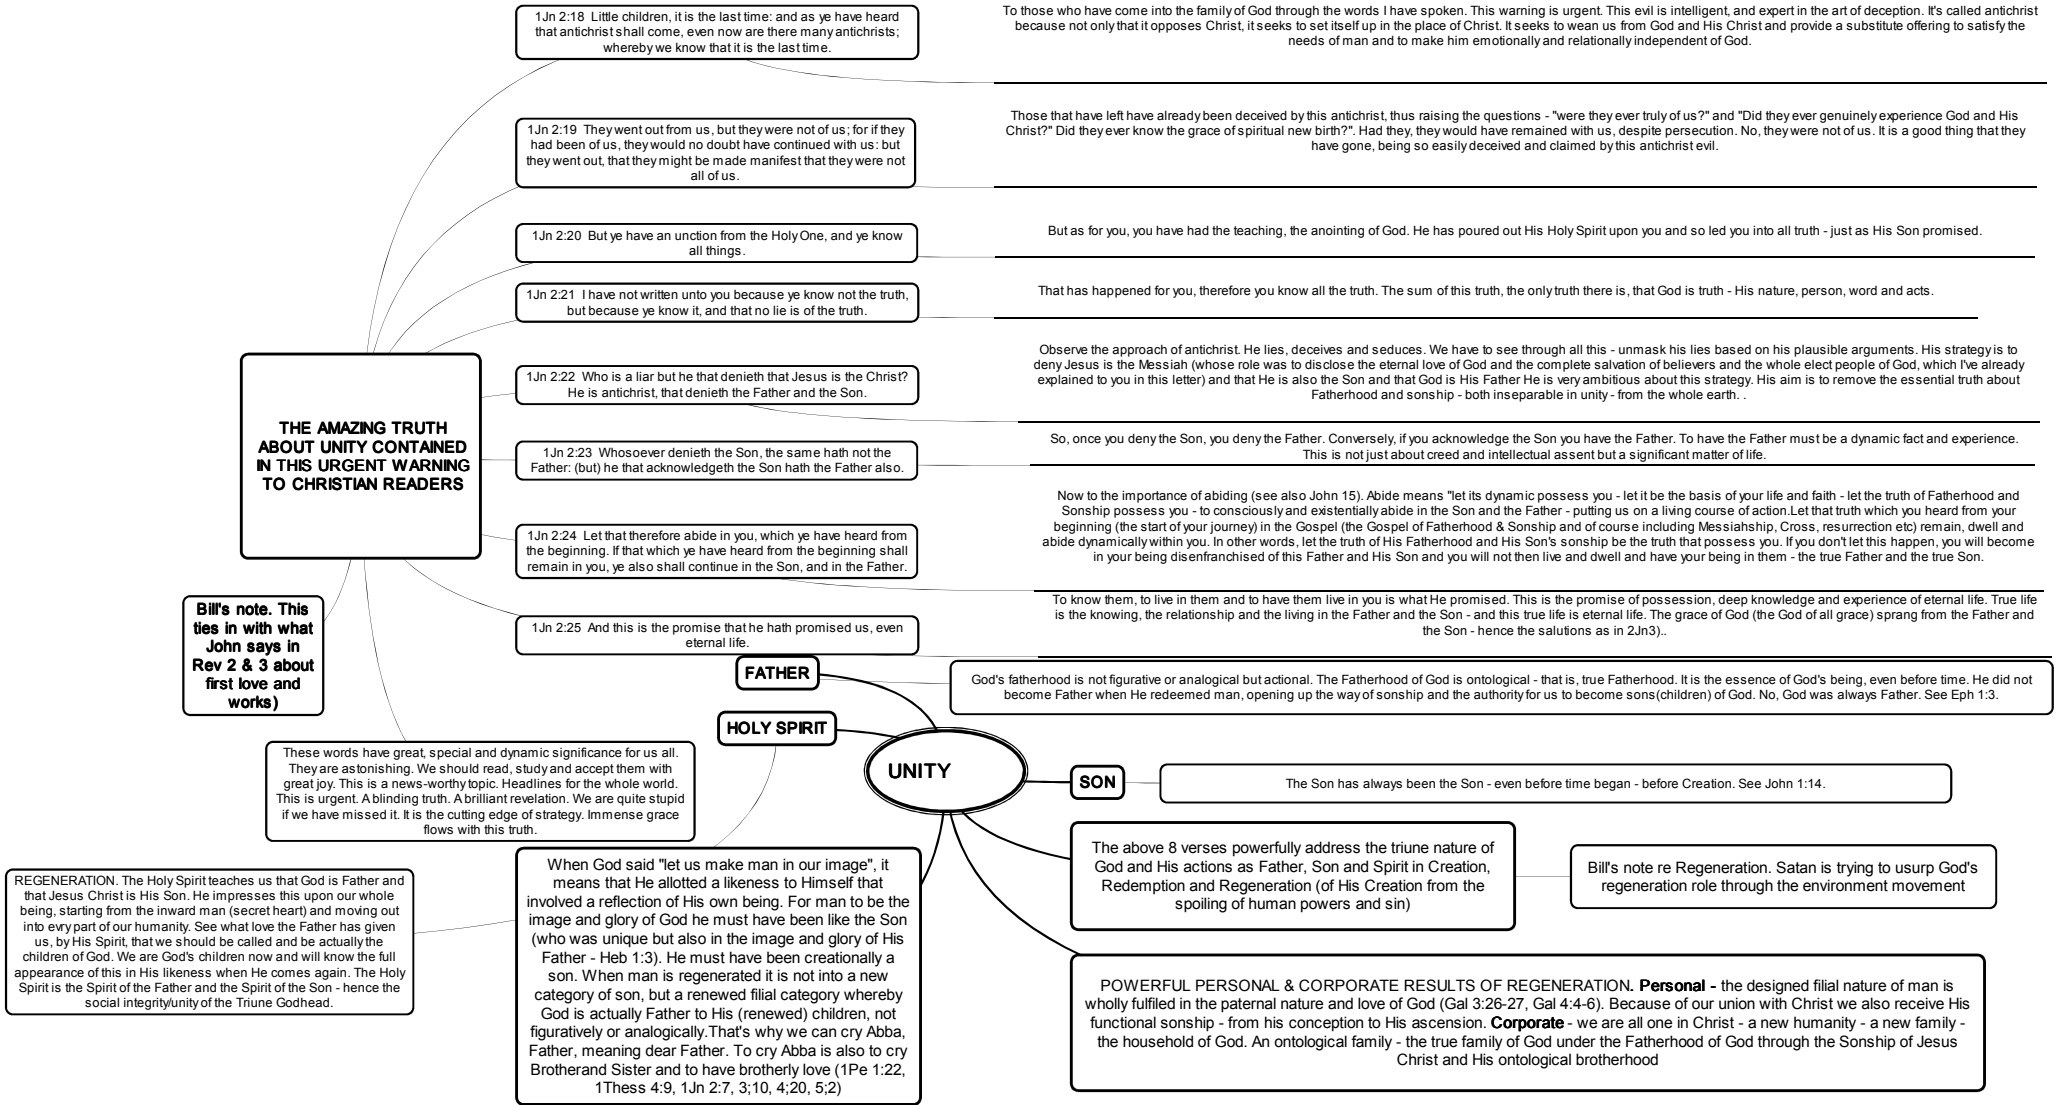 1Jn 2:18 Little children, it is the last time: and as ye have heard
that antichrist shall come, even now are there many antichrists;
whereby we know that it is the last time.
To those who have come into the family of God through the words I have spoken. This warning is urgent. This evil is intelligent, and expert in the art of deception. It's called antichrist
because not only that it opposes Christ, it seeks to set itself up in the place of Christ. It seeks to wean us from God and His Christ and provide a substitute offering to satisfy the
needs of man and to make him emotionally and relationally independent of God.
1Jn 2:19 They went out from us, but they were not of us; for if they
had been of us, they would no doubt have continued with us: but
they went out, that they might be made manifest that they were not
all of us.
Those that have left have already been deceived by this antichrist, thus raising the questions - "were they ever truly of us?" and "Did they ever genuinely experience God and His
Christ?" Did they ever know the grace of spiritual new birth?". Had they, they would have remained with us, despite persecution. No, they were not of us. It is a good thing that they
have gone, being so easily deceived and claimed by this antichrist evil.
1Jn 2:20 But ye have an unction from the Holy One, and ye know
all things.
But as for you, you have had the teaching, the anointing of God. He has poured out His Holy Spirit upon you and so led you into all truth - just as His Son promised.
1Jn 2:21 I have not written unto you because ye know not the truth,
but because ye know it, and that no lie is of the truth.
That has happened for you, therefore you know all the truth. The sum of this truth, the only truth there is, that God is truth - His nature, person, word and acts.
1Jn 2:22 Who is a liar but he that denieth that Jesus is the Christ?
He is antichrist, that denieth the Father and the Son.
Observe the approach of antichrist. He lies, deceives and seduces. We have to see through all this - unmask his lies based on his plausible arguments. His strategy is to
deny Jesus is the Messiah (whose role was to disclose the eternal love of God and the complete salvation of believers and the whole elect people of God, which I've already
explained to you in this letter) and that He is also the Son and that God is His Father He is very ambitious about this strategy. His aim is to remove the essential truth about
Fatherhood and sonship - both inseparable in unity - from the whole earth. .
THE AMAZING TRUTH
ABOUT UNITY CONTAINED
IN THIS URGENT WARNING
TO CHRISTIAN READERS
1Jn 2:23 Whosoever denieth the Son, the same hath not the
Father: (but) he that acknowledgeth the Son hath the Father also.
So, once you deny the Son, you deny the Father. Conversely, if you acknowledge the Son you have the Father. To have the Father must be a dynamic fact and experience.
This is not just about creed and intellectual assent but a significant matter of life.
1Jn 2:24 Let that therefore abide in you, which ye have heard from
the beginning. If that which ye have heard from the beginning shall
remain in you, ye also shall continue in the Son, and in the Father.
Now to the importance of abiding (see also John 15). Abide means "let its dynamic possess you - let it be the basis of your life and faith - let the truth of Fatherhood and
Sonship possess you - to consciously and existentially abide in the Son and the Father - putting us on a living course of action.Let that truth which you heard from your
beginning (the start of your journey) in the Gospel (the Gospel of Fatherhood & Sonship and of course including Messiahship, Cross, resurrection etc) remain, dwell and
abide dynamically within you. In other words, let the truth of His Fatherhood and His Son's sonship be the truth that possess you. If you don't let this happen, you will become
in your being disenfranchised of this Father and His Son and you will not then live and dwell and have your being in them - the true Father and the true Son.
1Jn 2:25 And this is the promise that he hath promised us, even
eternal life.
To know them, to live in them and to have them live in you is what He promised. This is the promise of possession, deep knowledge and experience of eternal life. True life
is the knowing, the relationship and the living in the Father and the Son - and this true life is eternal life. The grace of God (the God of all grace) sprang from the Father and
the Son - hence the salutions as in 2Jn3)..
Bill's note. This
ties in with what
John says in
Rev 2 & 3 about
first love and
works)
These words have great, special and dynamic significance for us all.
They are astonishing. We should read, study and accept them with
great joy. This is a news-worthy topic. Headlines for the whole world.
This is urgent. A blinding truth. A brilliant revelation. We are quite stupid
if we have missed it. It is the cutting edge of strategy. Immense grace
flows with this truth.
FATHER
God's fatherhood is not figurative or analogical but actional. The Fatherhood of God is ontological - that is, true Fatherhood. It is the essence of God's being, even before time. He did not
become Father when He redeemed man, opening up the way of sonship and the authority for us to become sons(children) of God. No, God was always Father. See Eph 1:3.
HOLY SPIRIT
UNITY
SON
The Son has always been the Son - even before time began - before Creation. See John 1:14.
REGENERATION. The Holy Spirit teaches us that God is Father and
that Jesus Christ is His Son. He impresses this upon our whole
being, starting from the inward man (secret heart) and moving out
into evry part of our humanity. See what love the Father has given
us, by His Spirit, that we should be called and be actually the
children of God. We are God's children now and will know the full
appearance of this in His likeness when He comes again. The Holy
Spirit is the Spirit of the Father and the Spirit of the Son - hence the
social integrity/unity of the Triune Godhead.
When God said "let us make man in our image", it
means that He allotted a likeness to Himself that
involved a reflection of His own being. For man to be the
image and glory of God he must have been like the Son
(who was unique but also in the image and glory of His
Father - Heb 1:3). He must have been creationally a
son. When man is regenerated it is not into a new
category of son, but a renewed filial category whereby
God is actually Father to His (renewed) children, not
figuratively or analogically.That's why we can cry Abba,
Father, meaning dear Father. To cry Abba is also to cry
Brotherand Sister and to have brotherly love (1Pe 1:22,
1Thess 4:9, 1Jn 2:7, 3;10, 4;20, 5;2)
The above 8 verses powerfully address the triune nature of
God and His actions as Father, Son and Spirit in Creation,
Redemption and Regeneration (of His Creation from the
spoiling of human powers and sin)
Bill's note re Regeneration. Satan is trying to usurp God's
regeneration role through the environment movement
POWERFUL PERSONAL & CORPORATE RESULTS OF REGENERATION. Personal - the designed filial nature of man is
wholly fulfiled in the paternal nature and love of God (Gal 3:26-27, Gal 4:4-6). Because of our union with Christ we also receive His
functional sonship - from his conception to His ascension. Corporate - we are all one in Christ - a new humanity - a new family -
the household of God. An ontological family - the true family of God under the Fatherhood of God through the Sonship of Jesus
Christ and His ontological brotherhood